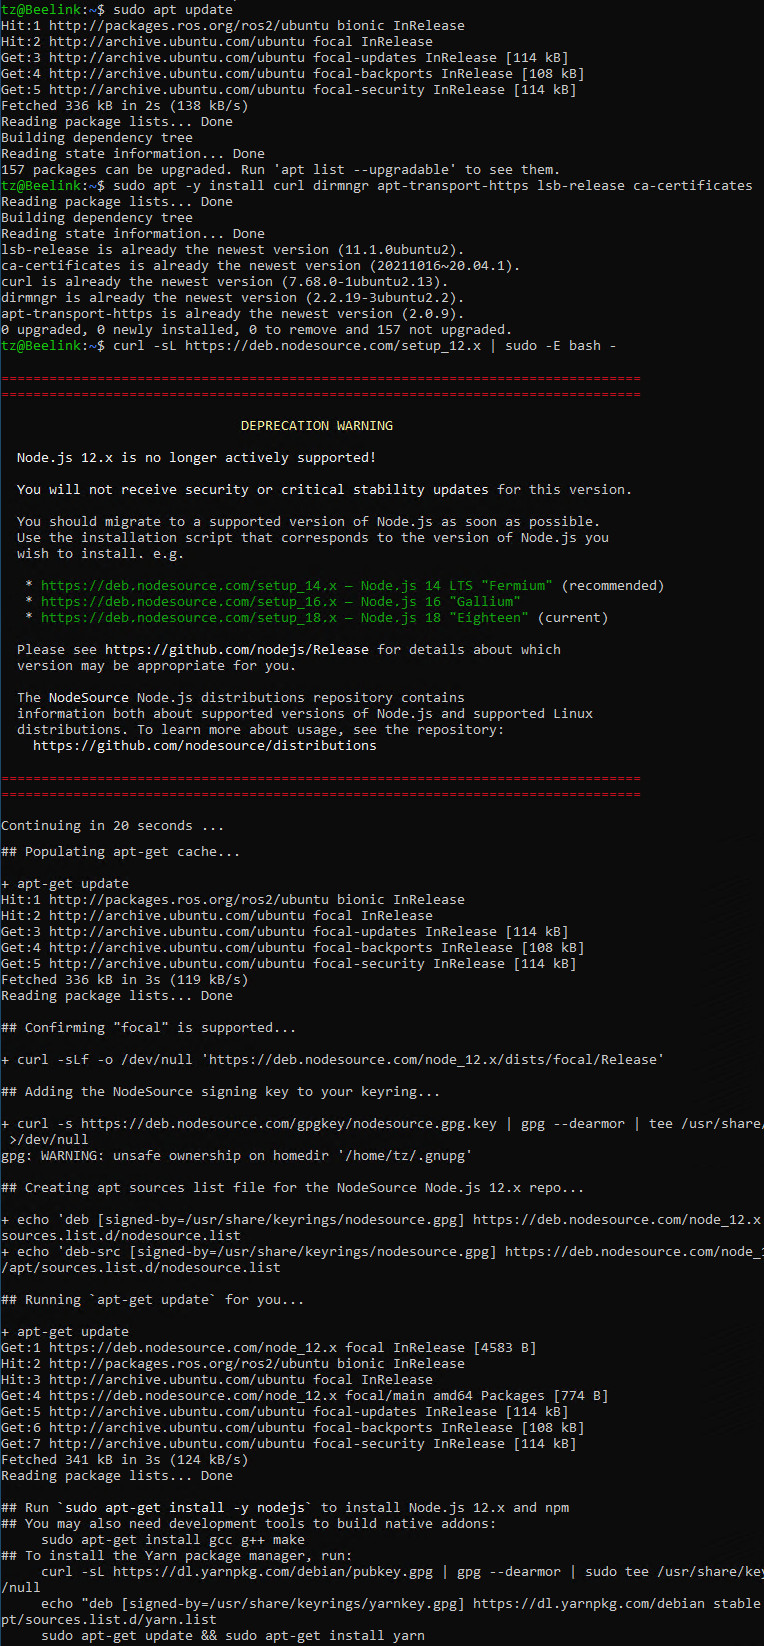 tz@Beelink:~$ sudo apt update
Hit:1 http://packages.ros.org/ros2/ubuntu bionic InRelease
Hit:2 http://archive.ubuntu.com/ubuntu focal InRelease
Get:3 http://archive.ubuntu.com/ubuntu focal-updates InRelease [114 kB]
Get:4 http://archive.ubuntu.com/ubuntu focal-backports InRelease [108 kB]
Get:5 http://archive.ubuntu.com/ubuntu focal-security InRelease [114 kB]
Fetched 336 kB in 2s (138 kB/s)
Reading package lists... Done
Building dependency tree
Reading state information... Done
157 packages can be upgraded. Run 'apt list --upgradable' to see them.
tz@Beelink:~$ sudo apt -y install curl dirmngr apt-transport-https lsb-release ca-certificates
Reading package lists... Done
Building dependency tree
Reading state information... Done
lsb-release is already the newest version (11.1.0ubuntu2).
ca-certificates is already the newest version (20211016~20.04.1).
curl is already the newest version (7.68.0-1ubuntu2.13).
dirmngr is already the newest version (2.2.19-3ubuntu2.2).
apt-transport-https is already the newest version (2.0.9).
0 upgraded, 0 newly installed, 0 to remove and 157 not upgraded.
tz@Beelink:~$ curl -sL https://deb.nodesource.com/setup_12.x | sudo -E bash -
================================================================================
================================================================================
DEPRECATION WARNING
Node.js 12.x is no longer actively supported!
You will not receive security or critical stability updates for this version.
You should migrate to a supported version of Node.js as soon as possible.
Use the installation script that corresponds to the version of Node.js you
wish to install. e.g.
* https://deb.nodesource.com/setup_14.x — Node.js 14 LTS "Fermium" (recommended)
* https://deb.nodesource.com/setup_16.x — Node.js 16 "Gallium"
* https://deb.nodesource.com/setup_18.x — Node.js 18 "Eighteen" (current)
Please see https://github.com/nodejs/Release for details about which
version may be appropriate for you.
The NodeSource Node.js distributions repository contains
information both about supported versions of Node.js and supported Linux
distributions. To learn more about usage, see the repository:
https://github.com/nodesource/distributions
================================================================================
================================================================================
Continuing in 20 seconds ...
## Populating apt-get cache...
+ apt-get update
Hit:1 http://packages.ros.org/ros2/ubuntu bionic InRelease
Hit:2 http://archive.ubuntu.com/ubuntu focal InRelease
Get:3 http://archive.ubuntu.com/ubuntu focal-updates InRelease [114 kB]
Get:4 http://archive.ubuntu.com/ubuntu focal-backports InRelease [108 kB]
Get:5 http://archive.ubuntu.com/ubuntu focal-security InRelease [114 kB]
Fetched 336 kB in 3s (119 kB/s)
Reading package lists... Done
## Confirming "focal" is supported...
+ curl -sLf -o /dev/null 'https://deb.nodesource.com/node_12.x/dists/focal/Release'
## Adding the NodeSource signing key to your keyring...
+ curl -s https://deb.nodesource.com/gpgkey/nodesource.gpg.key | gpg --dearmor | tee /usr/share/
>/dev/null
gpg: WARNING: unsafe ownership on homedir '/home/tz/.gnupg'
## Creating apt sources list file for the NodeSource Node.js 12.x repo...
+ echo 'deb [signed-by=/usr/share/keyrings/nodesource.gpg] https://deb.nodesource.com/node_12.x
sources.list.d/nodesource.list
+ echo 'deb-src [signed-by=/usr/share/keyrings/nodesource.gpg] https://deb.nodesource.com/node_1
/apt/sources.list.d/nodesource.list
## Running `apt-get update` for you...
+ apt-get update
Get:1 https://deb.nodesource.com/node_12.x focal InRelease [4583 B]
Hit:2 http://packages.ros.org/ros2/ubuntu bionic InRelease
Hit:3 http://archive.ubuntu.com/ubuntu focal InRelease
Get:4 https://deb.nodesource.com/node_12.x focal/main amd64 Packages [774 B]
Get:5 http://archive.ubuntu.com/ubuntu focal-updates InRelease [114 kB]
Get:6 http://archive.ubuntu.com/ubuntu focal-backports InRelease [108 kB]
Get:7 http://archive.ubuntu.com/ubuntu focal-security InRelease [114 kB]
Fetched 341 kB in 3s (124 kB/s)
Reading package lists... Done
## Run `sudo apt-get install -y nodejs` to install Node.js 12.x and npm
## You may also need development tools to build native addons:
sudo apt-get install gcc g++ make
## To install the Yarn package manager, run:
curl -sL https://dl.yarnpkg.com/debian/pubkey.gpg | gpg --dearmor | sudo tee /usr/share/key
/null
echo "deb [signed-by=/usr/share/keyrings/yarnkey.gpg] https://dl.yarnpkg.com/debian stable
pt/sources.list.d/yarn.list
sudo apt-get update && sudo apt-get install yarn